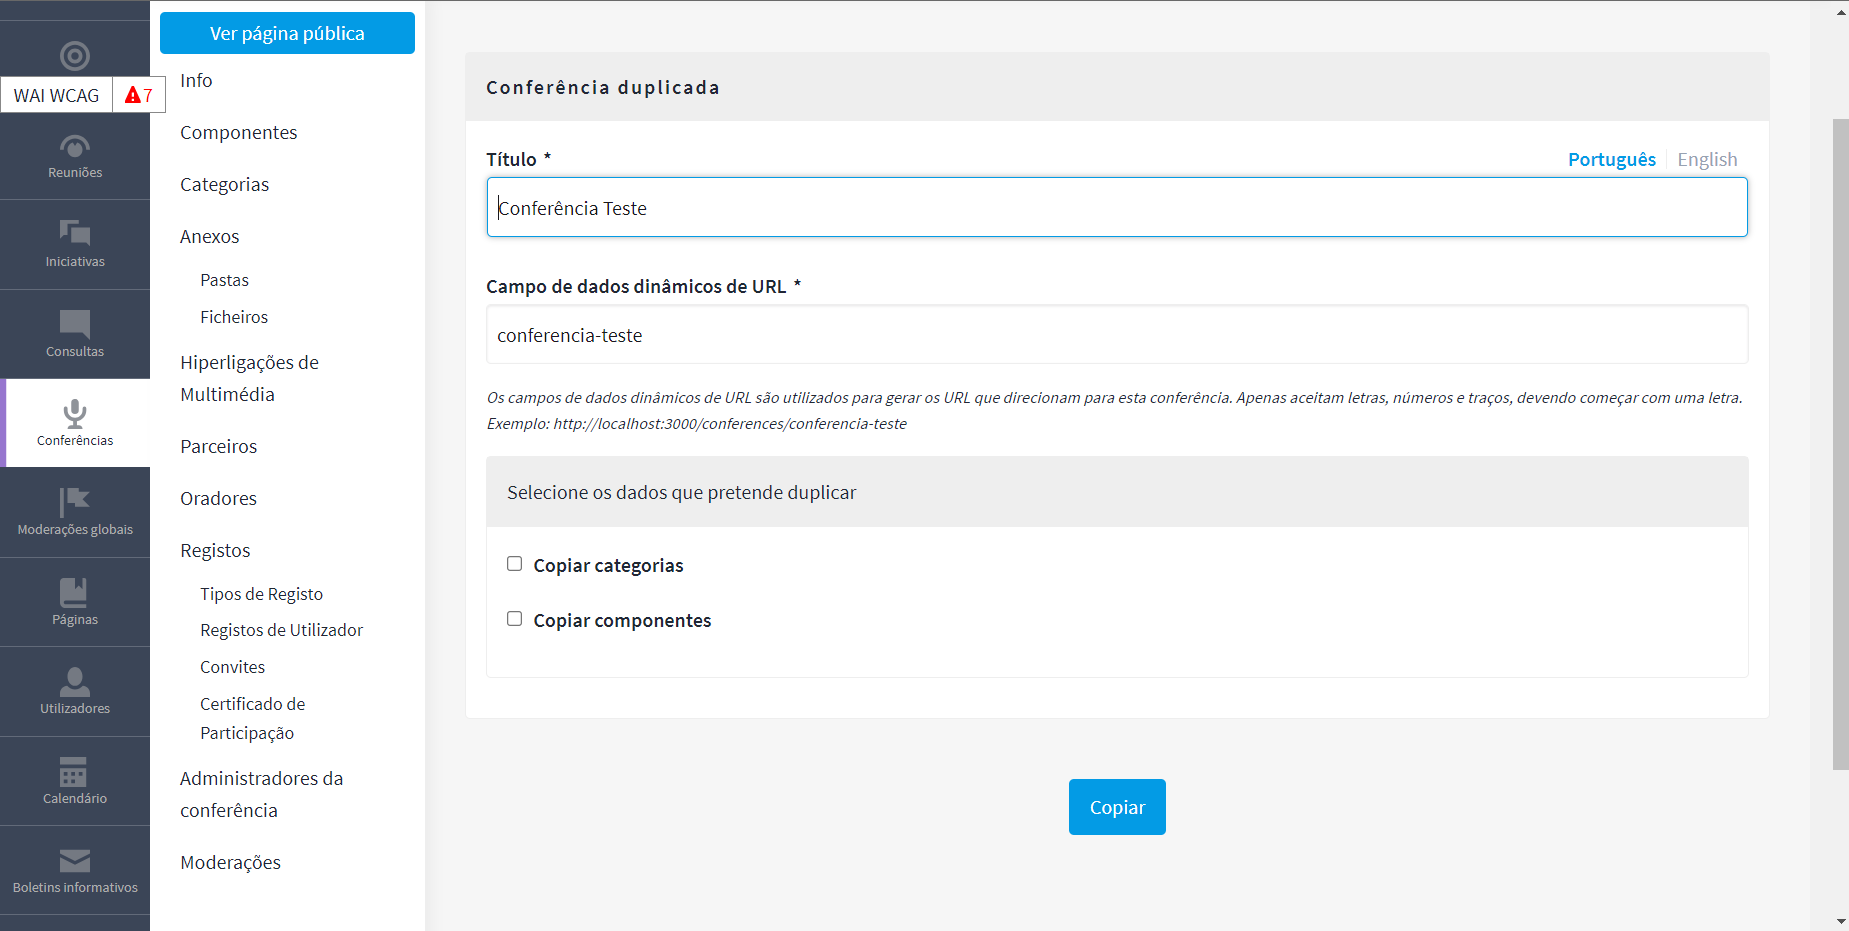 WAI WCAG
7
Reuniões
Iniciativas
Consultas
Conferências
Moderações globais
Páginas
Utilizadores
Calendário
Boletins informativos
Ver página pública
Info
Componentes
Categorias
Anexos
Pastas
Ficheiros
Hiperligações de
Multimédia
Parceiros
Oradores
Registos
Tipos de Registo
Registos de Utilizador
Convites
Certificado de
Participação
Administradores da
conferência
Moderações
Conferência duplicada
Título *
Português
English
Conferência Teste
Campo de dados dinâmicos de URL *
conferencia-teste
Os campos de dados dinâmicos de URL são utilizados para gerar os URL que direcionam para esta conferência. Apenas aceitam letras, números e traços, devendo começar com uma letra.
Exemplo: http://localhost:3000/conferences/conferencia-teste
Selecione os dados que pretende duplicar
Copiar categorias
Copiar componentes
Copiar